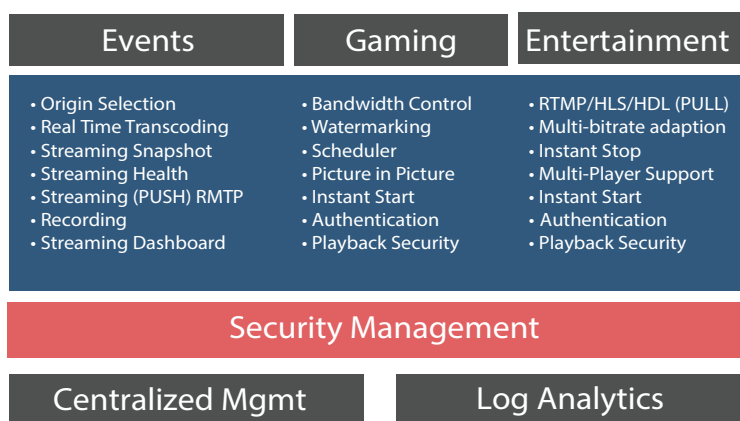 Events
Gaming
Entertainment
• Origin Selection
• Real Time Transcoding
• Streaming Snapshot
• Streaming Health
• Streaming (PUSH) RMTP
• Recording
• Streaming Dashboard
• Bandwidth Control
• Watermarking
• Scheduler
• Picture in Picture
• Instant Start
• Authentication
• Playback Security
• RTMP/HLS/HDL (PULL)
• Multi-bitrate adaption
• Instant Stop
• Multi-Player Support
• Instant Start
• Authentication
• Playback Security
Security Management
Centralized Mgmt
Log Analytics